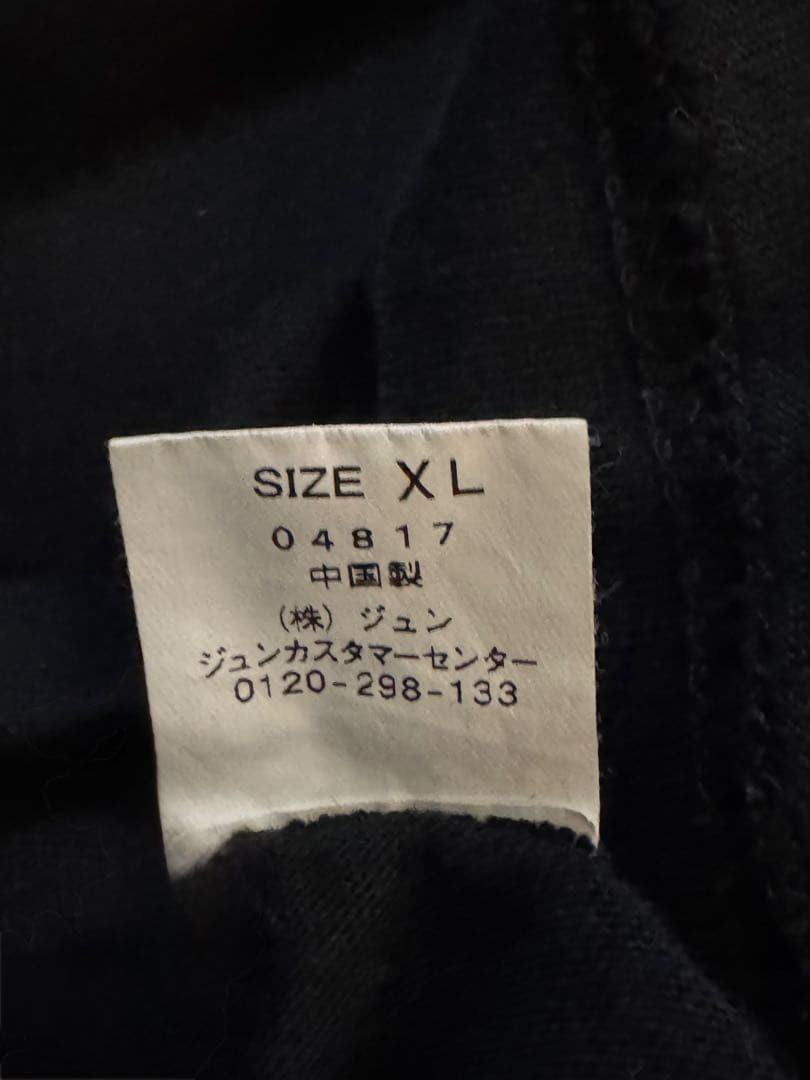 SIZE XL
04817
中国製
(株)ジュン
ジュンカスタマーセンター
0120-298-133